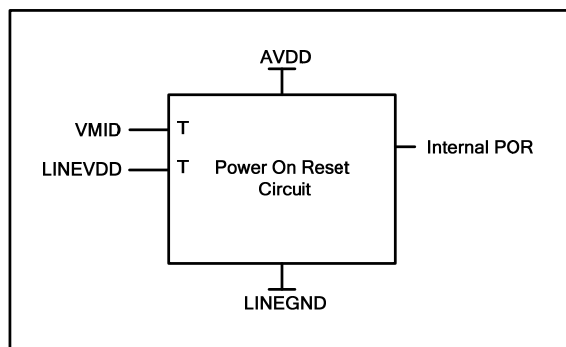 AVDD
VMID
T
LINEVDD
T
Power On Reset
Circuit
Internal POR
LINEGND